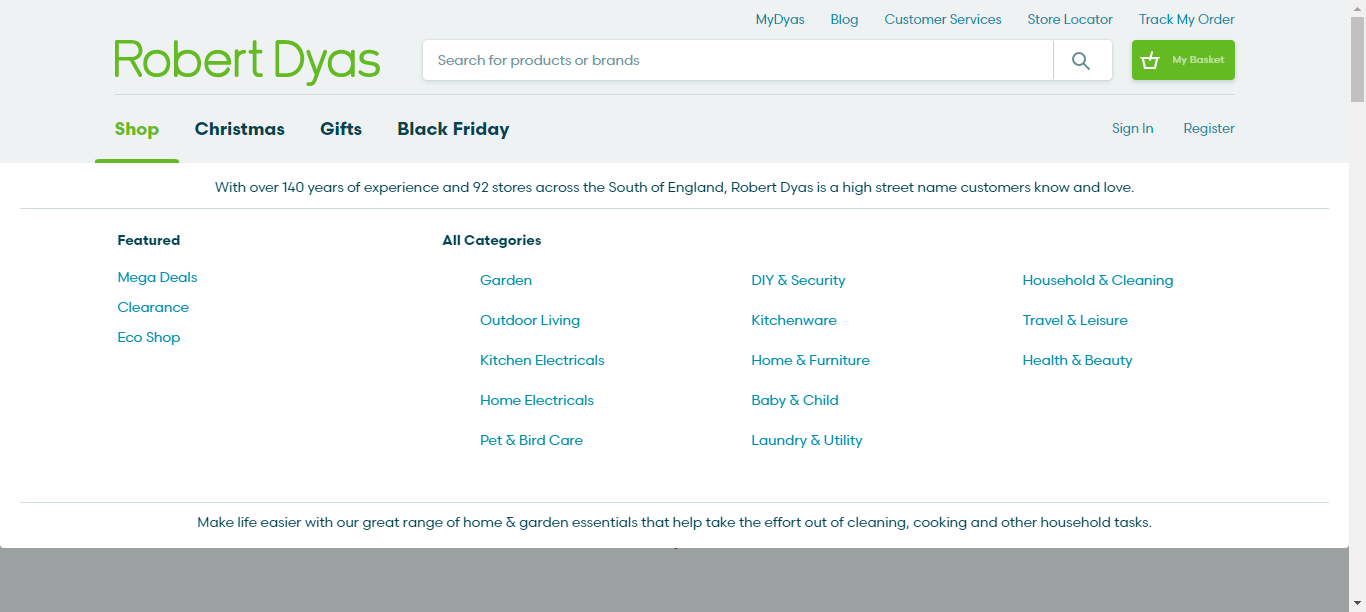 MyDyas Blog Customer Services Store Locator Track My Order
Robert Dyas
Search for products or brands
My Basket
Shop Christmas Gifts Black Friday
Sign In Register
With over 140 years of experience and 92 stores across the South of England, Robert Dyas is a high street name customers know and love.
Featured
Mega Deals
Clearance
Eco Shop
All Categories
Garden
Outdoor Living
Kitchen Electricals
Home Electricals
Pet & Bird Care
DIY & Security
Kitchenware
Home & Furniture
Baby & Child
Laundry & Utility
Household & Cleaning
Travel & Leisure
Health & Beauty
Make life easier with our great range of home & garden essentials that help take the effort out of cleaning, cooking and other household tasks.